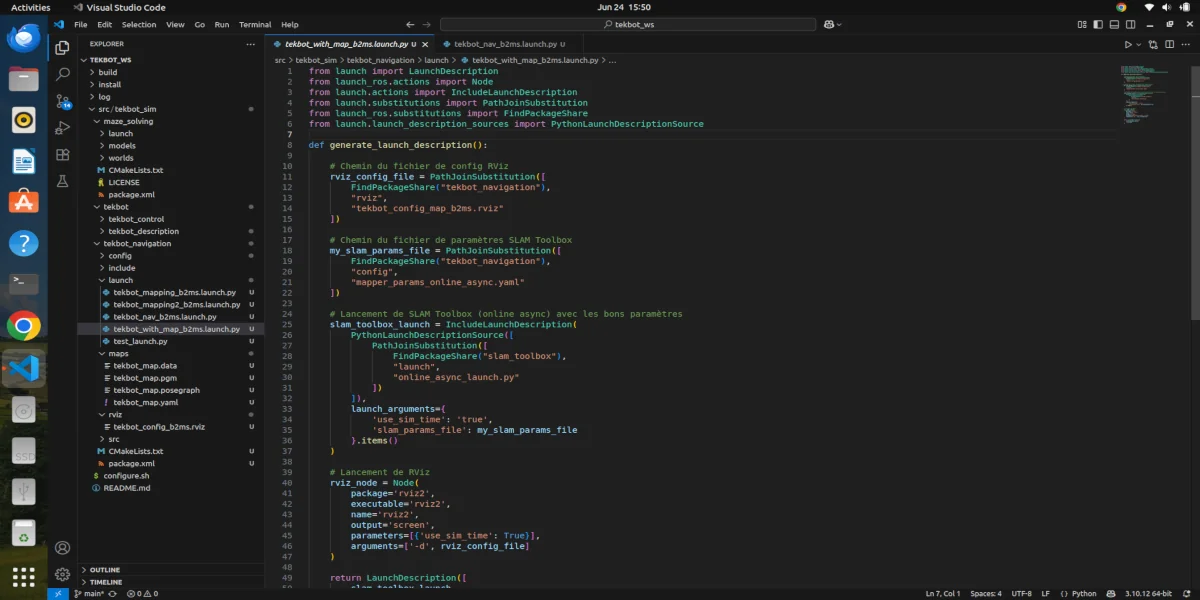 Activities
Visual Studio Code
Jun 24 15:50
File Edit Selection View Go Run Terminal Help
tekbot_ws
EXPLORER
TEKBOT_WS
build
install
log
src/tekbot_sim
maze_solving
launch
models
worlds
CMakeLists.txt
LICENSE
package.xml
tekbot
tekbot_control
tekbot_description
tekbot_navigation
config
include
launch
tekbot_mapping_b2ms.launch.py U
tekbot_mapping2_b2ms.launch.py U
tekbot_nav_b2ms.launch.py U
tekbot_with_map_b2ms.launch.py U
test_launch.py U
maps
tekbot_map.data U
tekbot_map.pgm U
tekbot_map.posegraph U
tekbot_map.yaml U
rviz
tekbot_config_b2ms.rviz U
src
CMakeLists.txt U
package.xml U
configure.sh
README.md
OUTLINE
TIMELINE
tekbot_with_map_b2ms.launch.py U
tekbot_nav_b2ms.launch.py U
src > tekbot_sim > tekbot_navigation > launch > tekbot_with_map_b2ms.launch.py > ...
1 from launch import LaunchDescription
2 from launch_ros.actions import Node
3 from launch.actions import IncludeLaunchDescription
4 from launch.substitutions import PathJoinSubstitution
5 from launch_ros.substitutions import FindPackageShare
6 from launch.launch_description_sources import PythonLaunchDescriptionSource
7
8 def generate_launch_description():
9
10 # Chemin du fichier de config RViz
11 rviz_config_file = PathJoinSubstitution([
12 FindPackageShare("tekbot_navigation"),
13 "rviz",
14 "tekbot_config_map_b2ms.rviz"
15 ])
16
17 # Chemin du fichier de paramètres SLAM Toolbox
18 my_slam_params_file = PathJoinSubstitution([
19 FindPackageShare("tekbot_navigation"),
20 "config",
21 "mapper_params_online_async.yaml"
22 ])
23
24 # Lancement de SLAM Toolbox (online async) avec les bons paramètres
25 slam_toolbox_launch = IncludeLaunchDescription(
26 PythonLaunchDescriptionSource([
27 PathJoinSubstitution([
28 FindPackageShare("slam_toolbox"),
29 "launch",
30 "online_async_launch.py"
31 ])
32 ]),
33 launch_arguments={
34 'use_sim_time': 'true',
35 'slam_params_file': my_slam_params_file
36 }.items()
37 )
38
39 # Lancement de RViz
40 rviz_node = Node(
41 package='rviz2',
42 executable='rviz2',
43 name='rviz2',
44 output='screen',
45 parameters=[{'use_sim_time': True}],
46 arguments=['-d', rviz_config_file]
47 )
48
49 return LaunchDescription([
50 slam_toolbox_launch
main* 0 0
Ln 7, Col 1 Spaces: 4 UTF-8 LF {} Python 3.10.12 64-bit